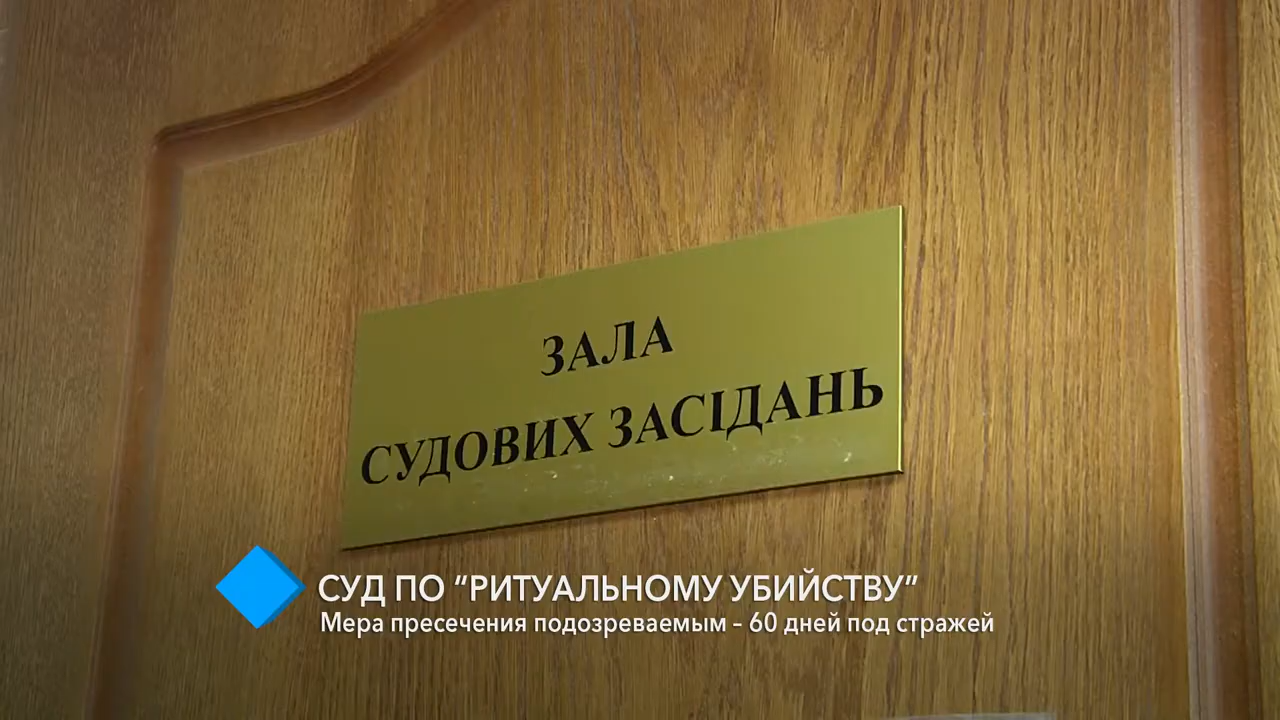 ЗАЛА
СУДОВИХ ЗАСІДАНЬ
СУД ПО “РИТУАЛЬНОМУ УБИЙСТВУ”
Мера пресечения подозреваемым – 60 дней под стражей